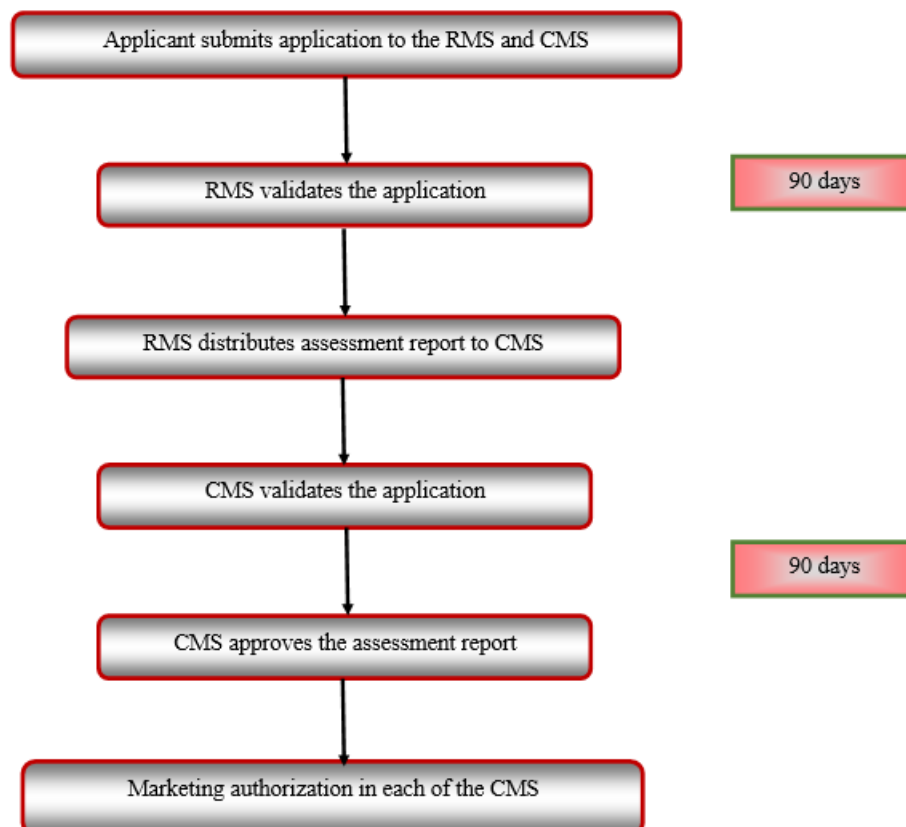 Applicant submits application to the RMS and CMS
RMS validates the application
90 days
RMS distributes assessment report to CMS
CMS validates the application
90 days
CMS approves the assessment report
Marketing authorization in each of the CMS